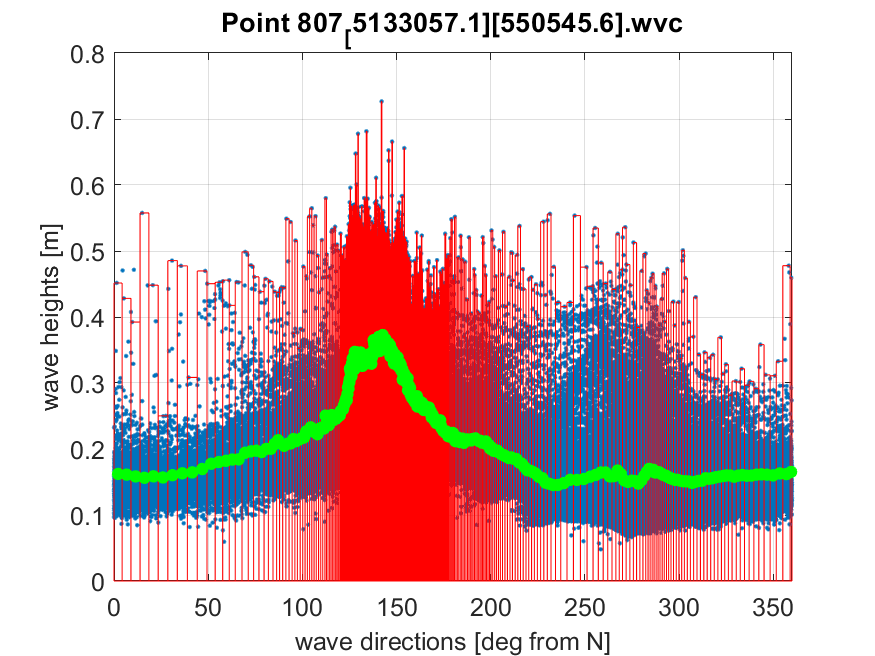 Point 807[5133057.1][550545.6].wvc
0.8
0.7
0.6
0.5
0.4
0.3
0.2
0.1
0
wave heights [m]
0 50 100 150 200 250 300 350
wave directions [deg from N]